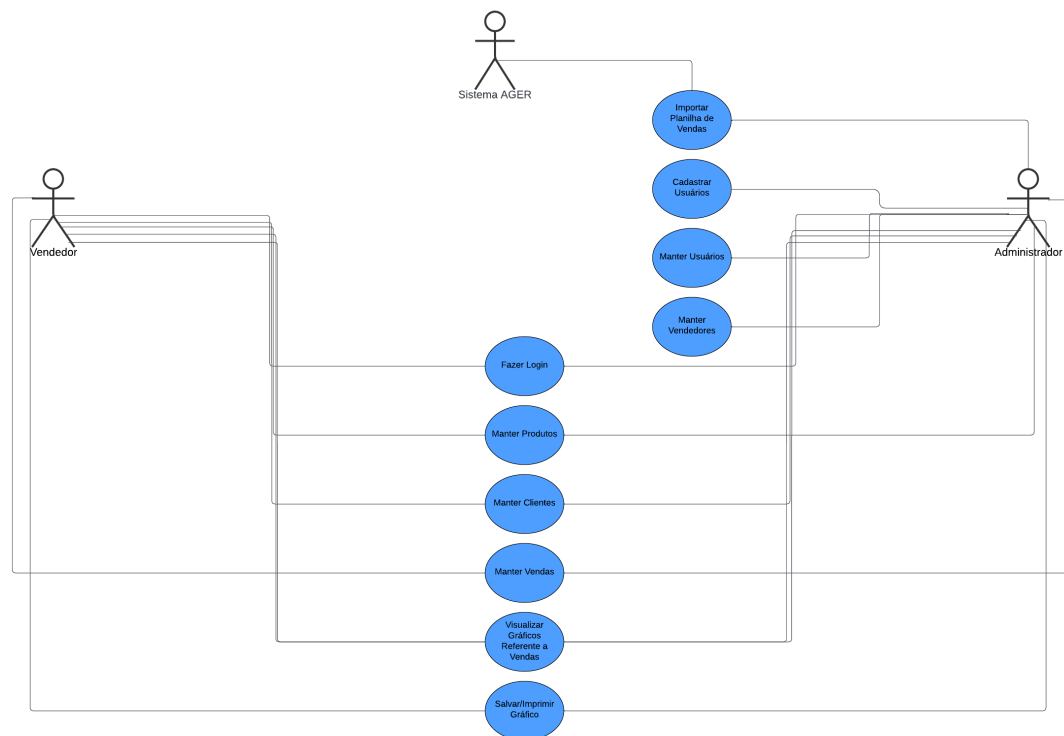 Sistema AGER
Importar
Planilha de
Vendas
Cadastrar
Usuários
Vendedor
Administrador
Manter Usuários
Manter
Vendedores
Fazer Login
Manter Produtos
Manter Clientes
Manter Vendas
Visualizar
Gráficos
Referente a
Vendas
Salvar/Imprimir
Gráfico